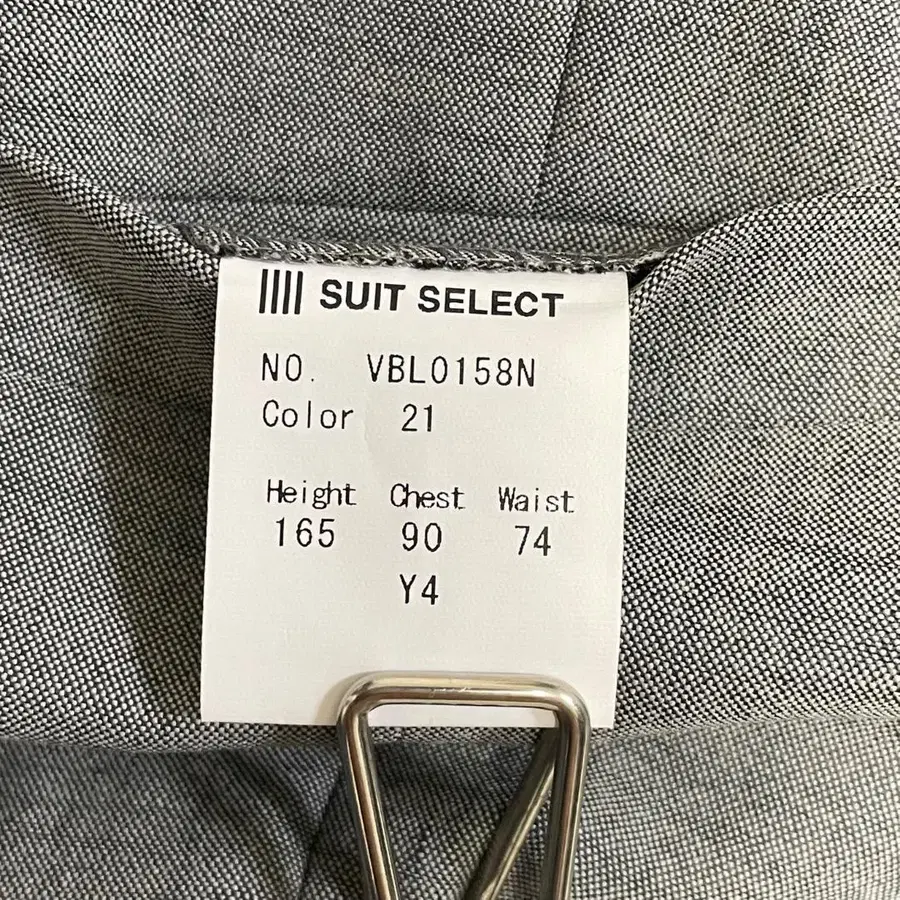 SUIT SELECT
NO. VBL0158N
Color 21
Height Chest Waist
165 90 74
Y4